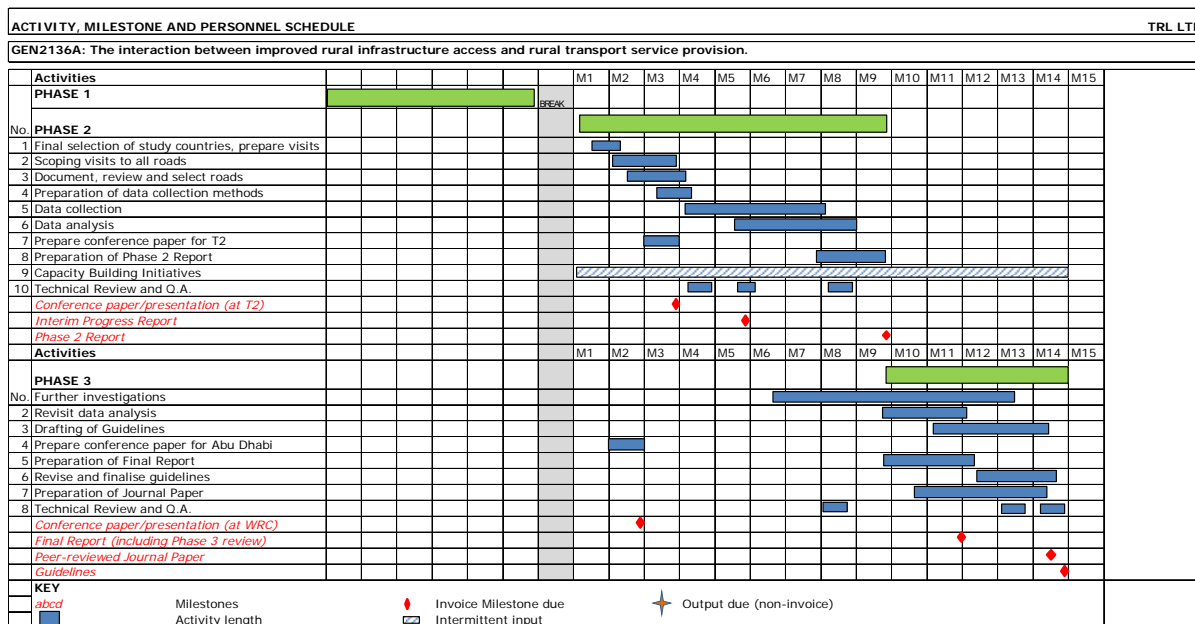 ACTIVITY, MILESTONE AND PERSONNEL SCHEDULE TRL LT
GEN2136A: The interaction between improved rural infrastructure access and rural transport service provision.
Activities M1 M2 M3 M4 M5 M6 M7 M8 M9 M10 M11 M12 M13 M14 M15
PHASE 1
BREAK
No. PHASE 2
1 Final selection of study countries, prepare visits
2 Scoping visits to all roads
3 Document, review and select roads
4 Preparation of data collection methods
5 Data collection
6 Data analysis
7 Prepare conference paper for T2
8 Preparation of Phase 2 Report
9 Capacity Building Initiatives
10 Technical Review and Q.A.
Conference paper/presentation (at T2)
Interim Progress Report
Phase 2 Report
Activities M1 M2 M3 M4 M5 M6 M7 M8 M9 M10 M11 M12 M13 M14 M15
PHASE 3
No. Further investigations
2 Revisit data analysis
3 Drafting of Guidelines
4 Prepare conference paper for Abu Dhabi
5 Preparation of Final Report
6 Revise and finalise guidelines
7 Preparation of Journal Paper
8 Technical Review and Q.A.
Conference paper/presentation (at WRC)
Final Report (including Phase 3 review)
Peer-reviewed Journal Paper
Guidelines
KEY
abcd Milestones Invoice Milestone due Output due (non-invoice)
Activity length Intermittent input